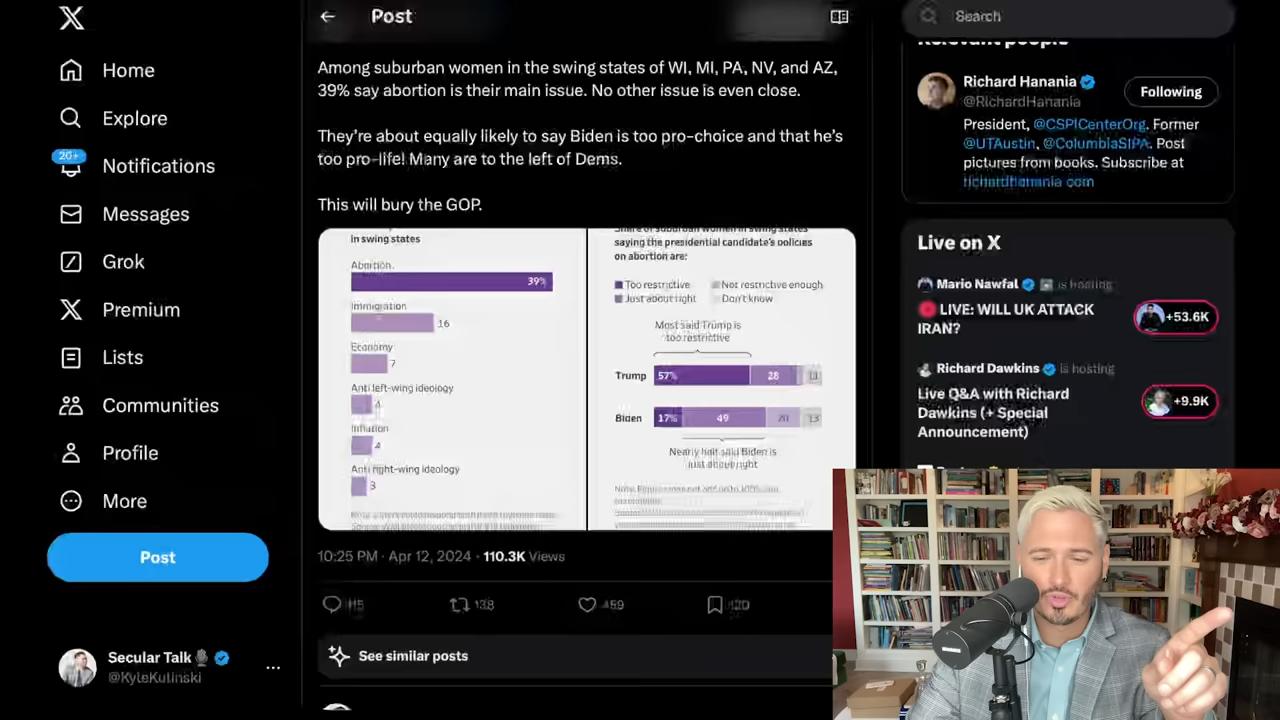 Home
Explore
20+
Notifications
Messages
Grok
Premium
Lists
Communities
Profile
More
Post
Secular Talk
@KyleKulinski
Post
Among suburban women in the swing states of WI, MI, PA, NV, and AZ,
39% say abortion is their main issue. No other issue is even close.
They're about equally likely to say Biden is too pro-choice and that he's
too pro-life! Many are to the left of Dems.
This will bury the GOP.
in swing states
Abortion
39%
Immigration
16
Economy
7
Anti left-wing ideology
4
Inflation
4
Anti right-wing ideology
3
Share of suburban women in swing states
saying the presidential candidate's policies
on abortion are:
Too restrictive
Not restrictive enough
Just about right
Don't know
Most said Trump is
too restrictive
Trump 57% 28 11
Biden 17% 49 20 13
Nearly half said Biden is
just about right
10:25 PM · Apr 12, 2024 · 110.3K Views
138
459
See similar posts
Search
Relevant people
Richard Hanania
@RichardHanania
Following
President, @CSPICenterOrg. Former
@UTAustin, @ColumbiaSIPA. Post
pictures from books. Subscribe at
richardhanania.com
Live on X
Mario Nawfal is hosting
LIVE: WILL UK ATTACK
IRAN?
+53.6K
Richard Dawkins is hosting
Live Q&A with Richard
Dawkins (+ Special
Announcement)
+9.9K